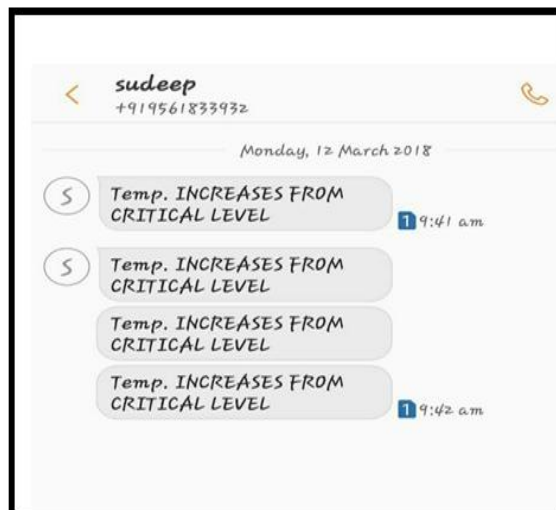 sudeep
+919561833932
Monday, 12 March 2018
S
Temp. INCREASES FROM
CRITICAL LEVEL
1 9:41 am
S
Temp. INCREASES FROM
CRITICAL LEVEL
Temp. INCREASES FROM
CRITICAL LEVEL
Temp. INCREASES FROM
CRITICAL LEVEL
1 9:42 am